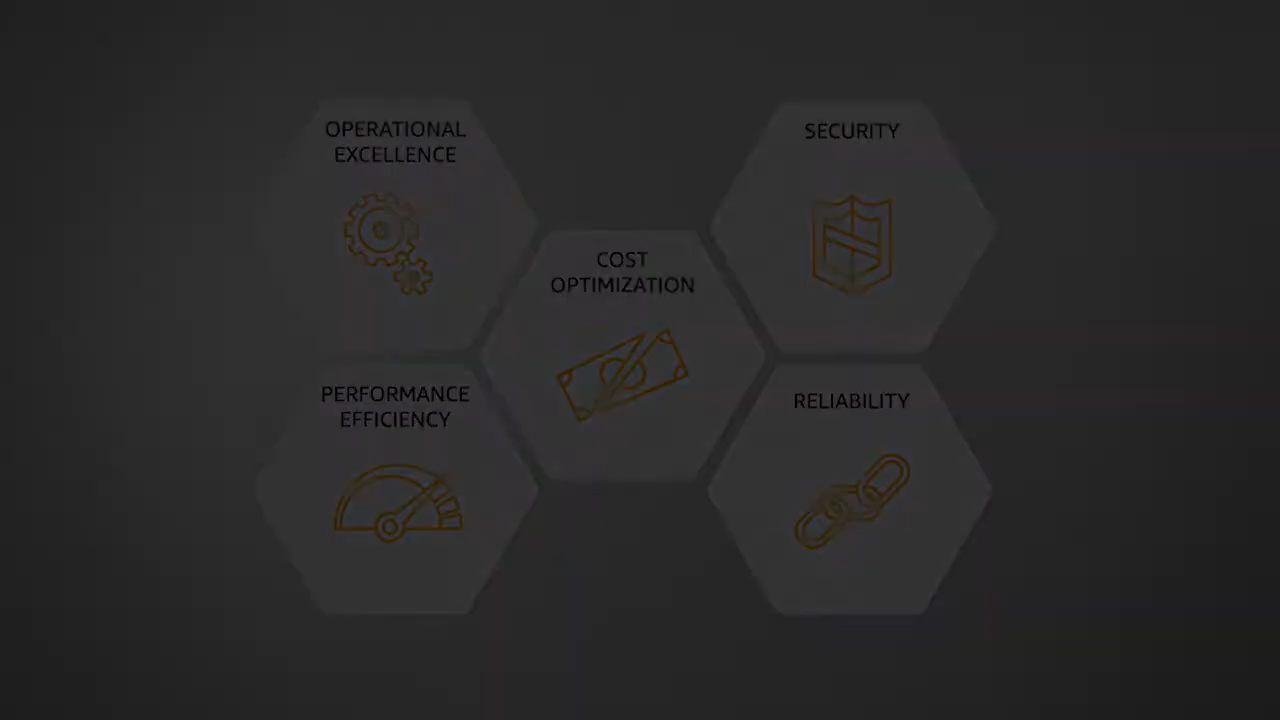 OPERATIONAL
EXCELLENCE
SECURITY
COST
OPTIMIZATION
PERFORMANCE
EFFICIENCY
RELIABILITY